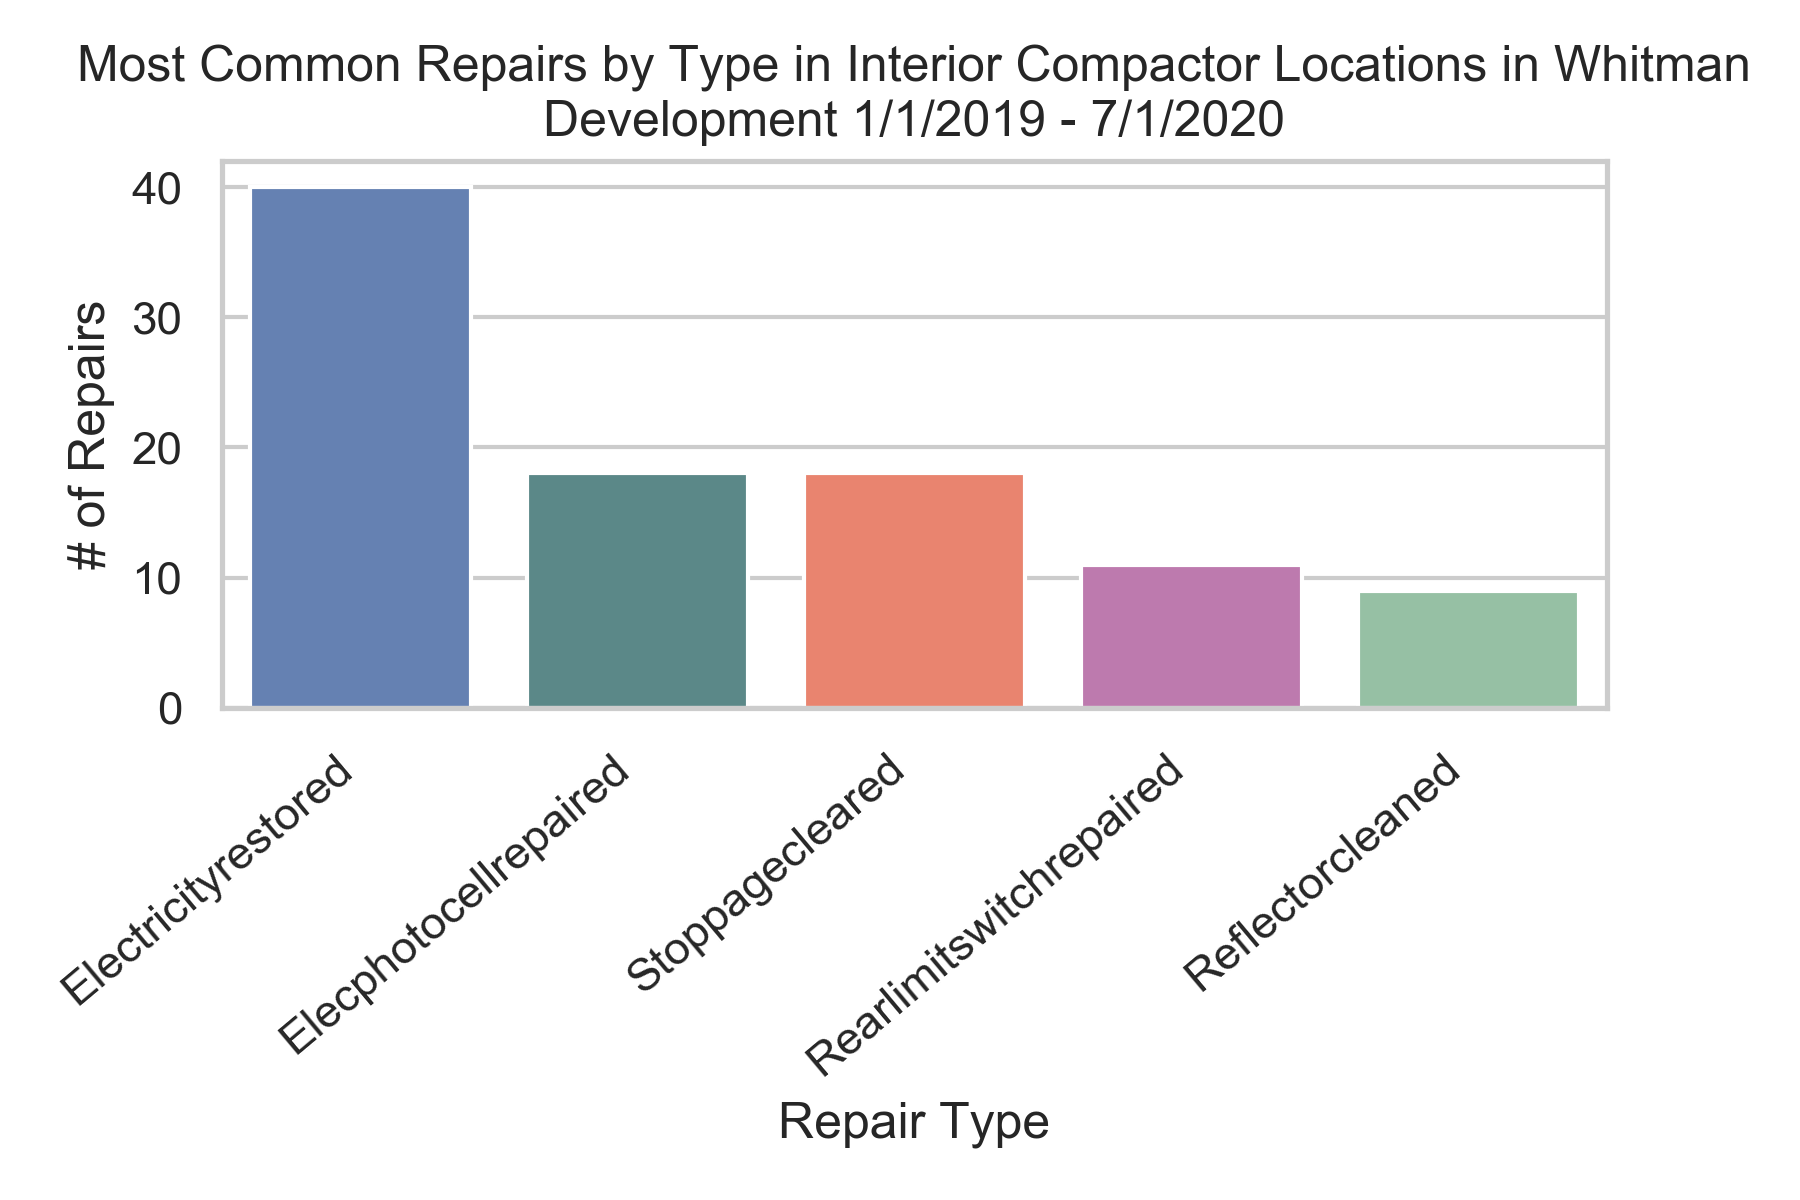 Most Common Repairs by Type in Interior Compactor Locations in Whitman
Development 1/1/2019 - 7/1/2020
# of Repairs
40
30
20
10
0
Electricityrestored
Elecphotocellrepaired
Stoppagecleared
Rearlimitswitchrepaired
Reflectorcleaned
Repair Type